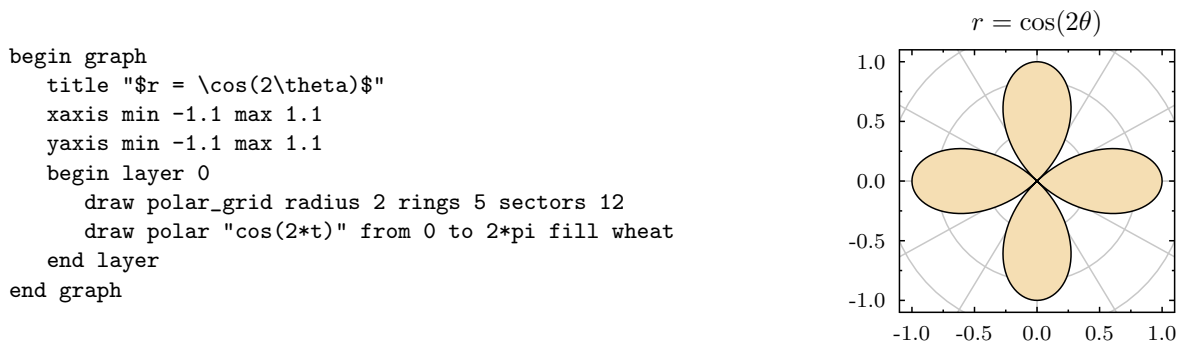 begin graph
   title "$r = \cos(2\theta)$"
   xaxis min -1.1 max 1.1
   yaxis min -1.1 max 1.1
   begin layer 0
      draw polar_grid radius 2 rings 5 sectors 12
      draw polar "cos(2*t)" from 0 to 2*pi fill wheat
   end layer
end graph
r = cos(2θ)
1.0
0.5
0.0
-0.5
-1.0
-1.0 -0.5 0.0 0.5 1.0